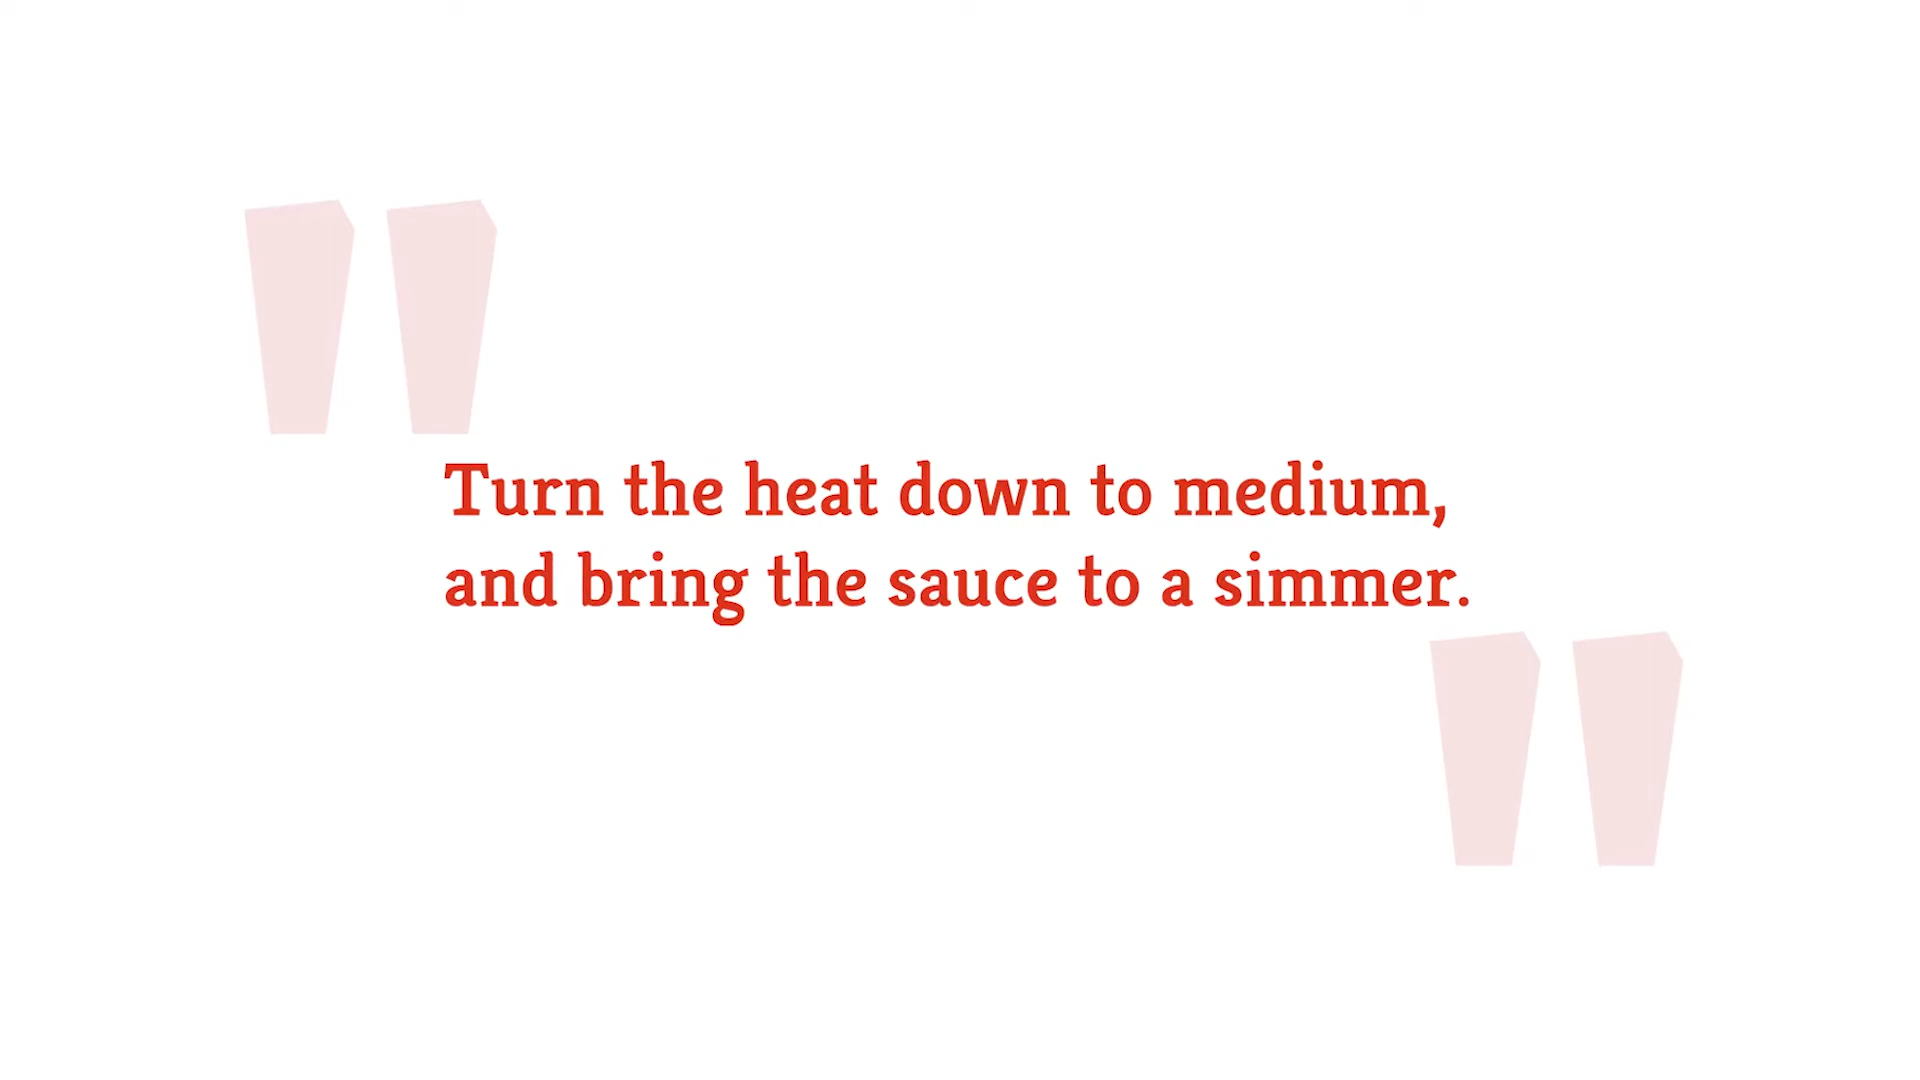 "Turn the heat down to medium,
and bring the sauce to a simmer."